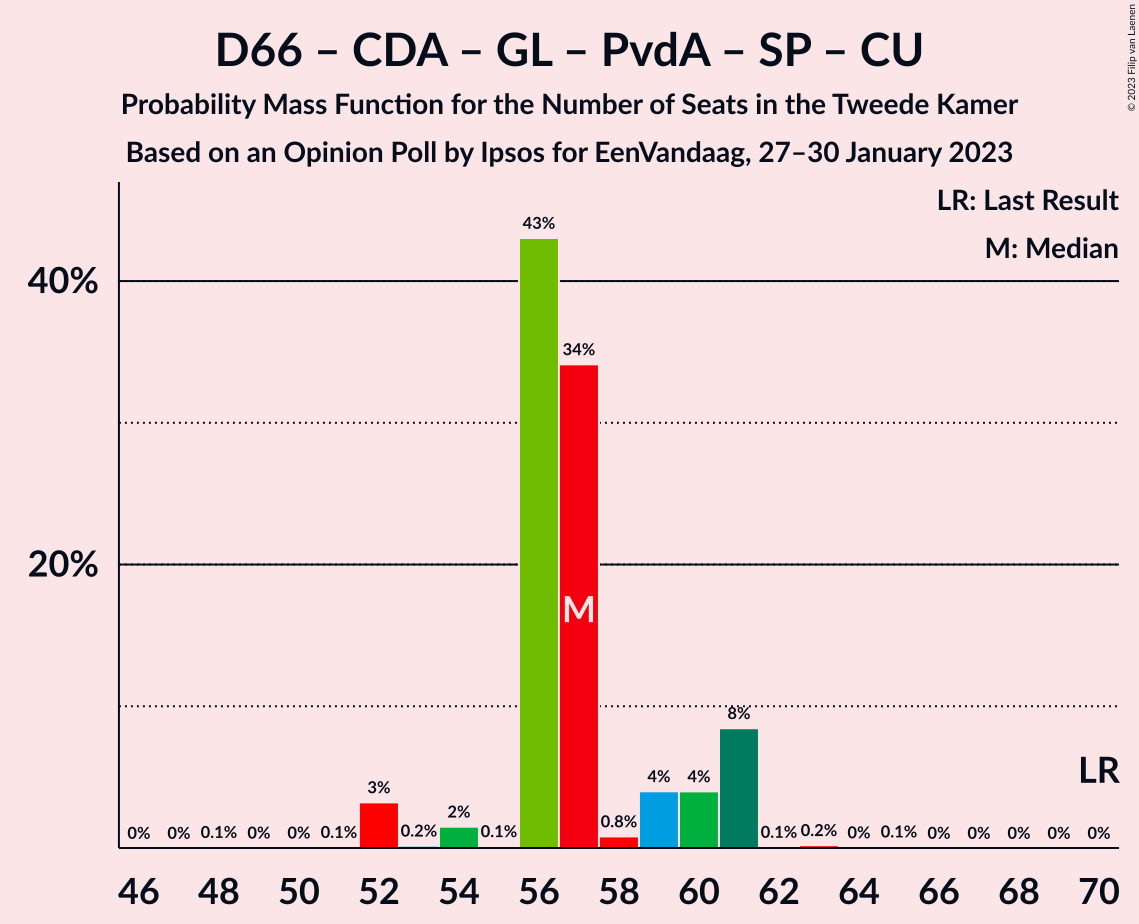 D66 – CDA – GL – PvdA – SP – CU
Probability Mass Function for the Number of Seats in the Tweede Kamer
Based on an Opinion Poll by Ipsos for EenVandaag, 27–30 January 2023
© 2023 Filip van Laenen
LR: Last Result
M: Median
40%
20%
43%
34%
M
8%
LR
0% 0% 0.1% 0% 0% 0.1% 3% 0.2% 2% 0.1% 0.8% 4% 4% 0.1% 0.2% 0% 0.1% 0% 0% 0% 0% 0%
46 48 50 52 54 56 58 60 62 64 66 68 70